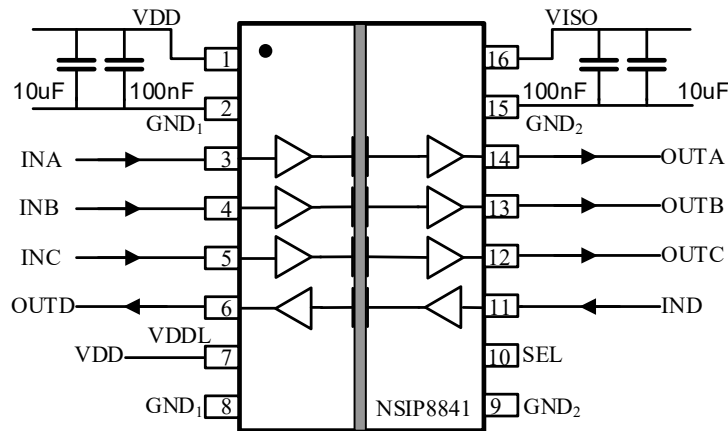 VDD
VISO
1
16
10uF
100nF
100nF
10uF
2
15
GND₁
GND₂
INA
3
14
OUTA
INB
4
13
OUTB
INC
5
12
OUTC
OUTD
6
11
IND
VDDL
VDD
7
10
SEL
GND₁
8
NSIP8841
9
GND₂